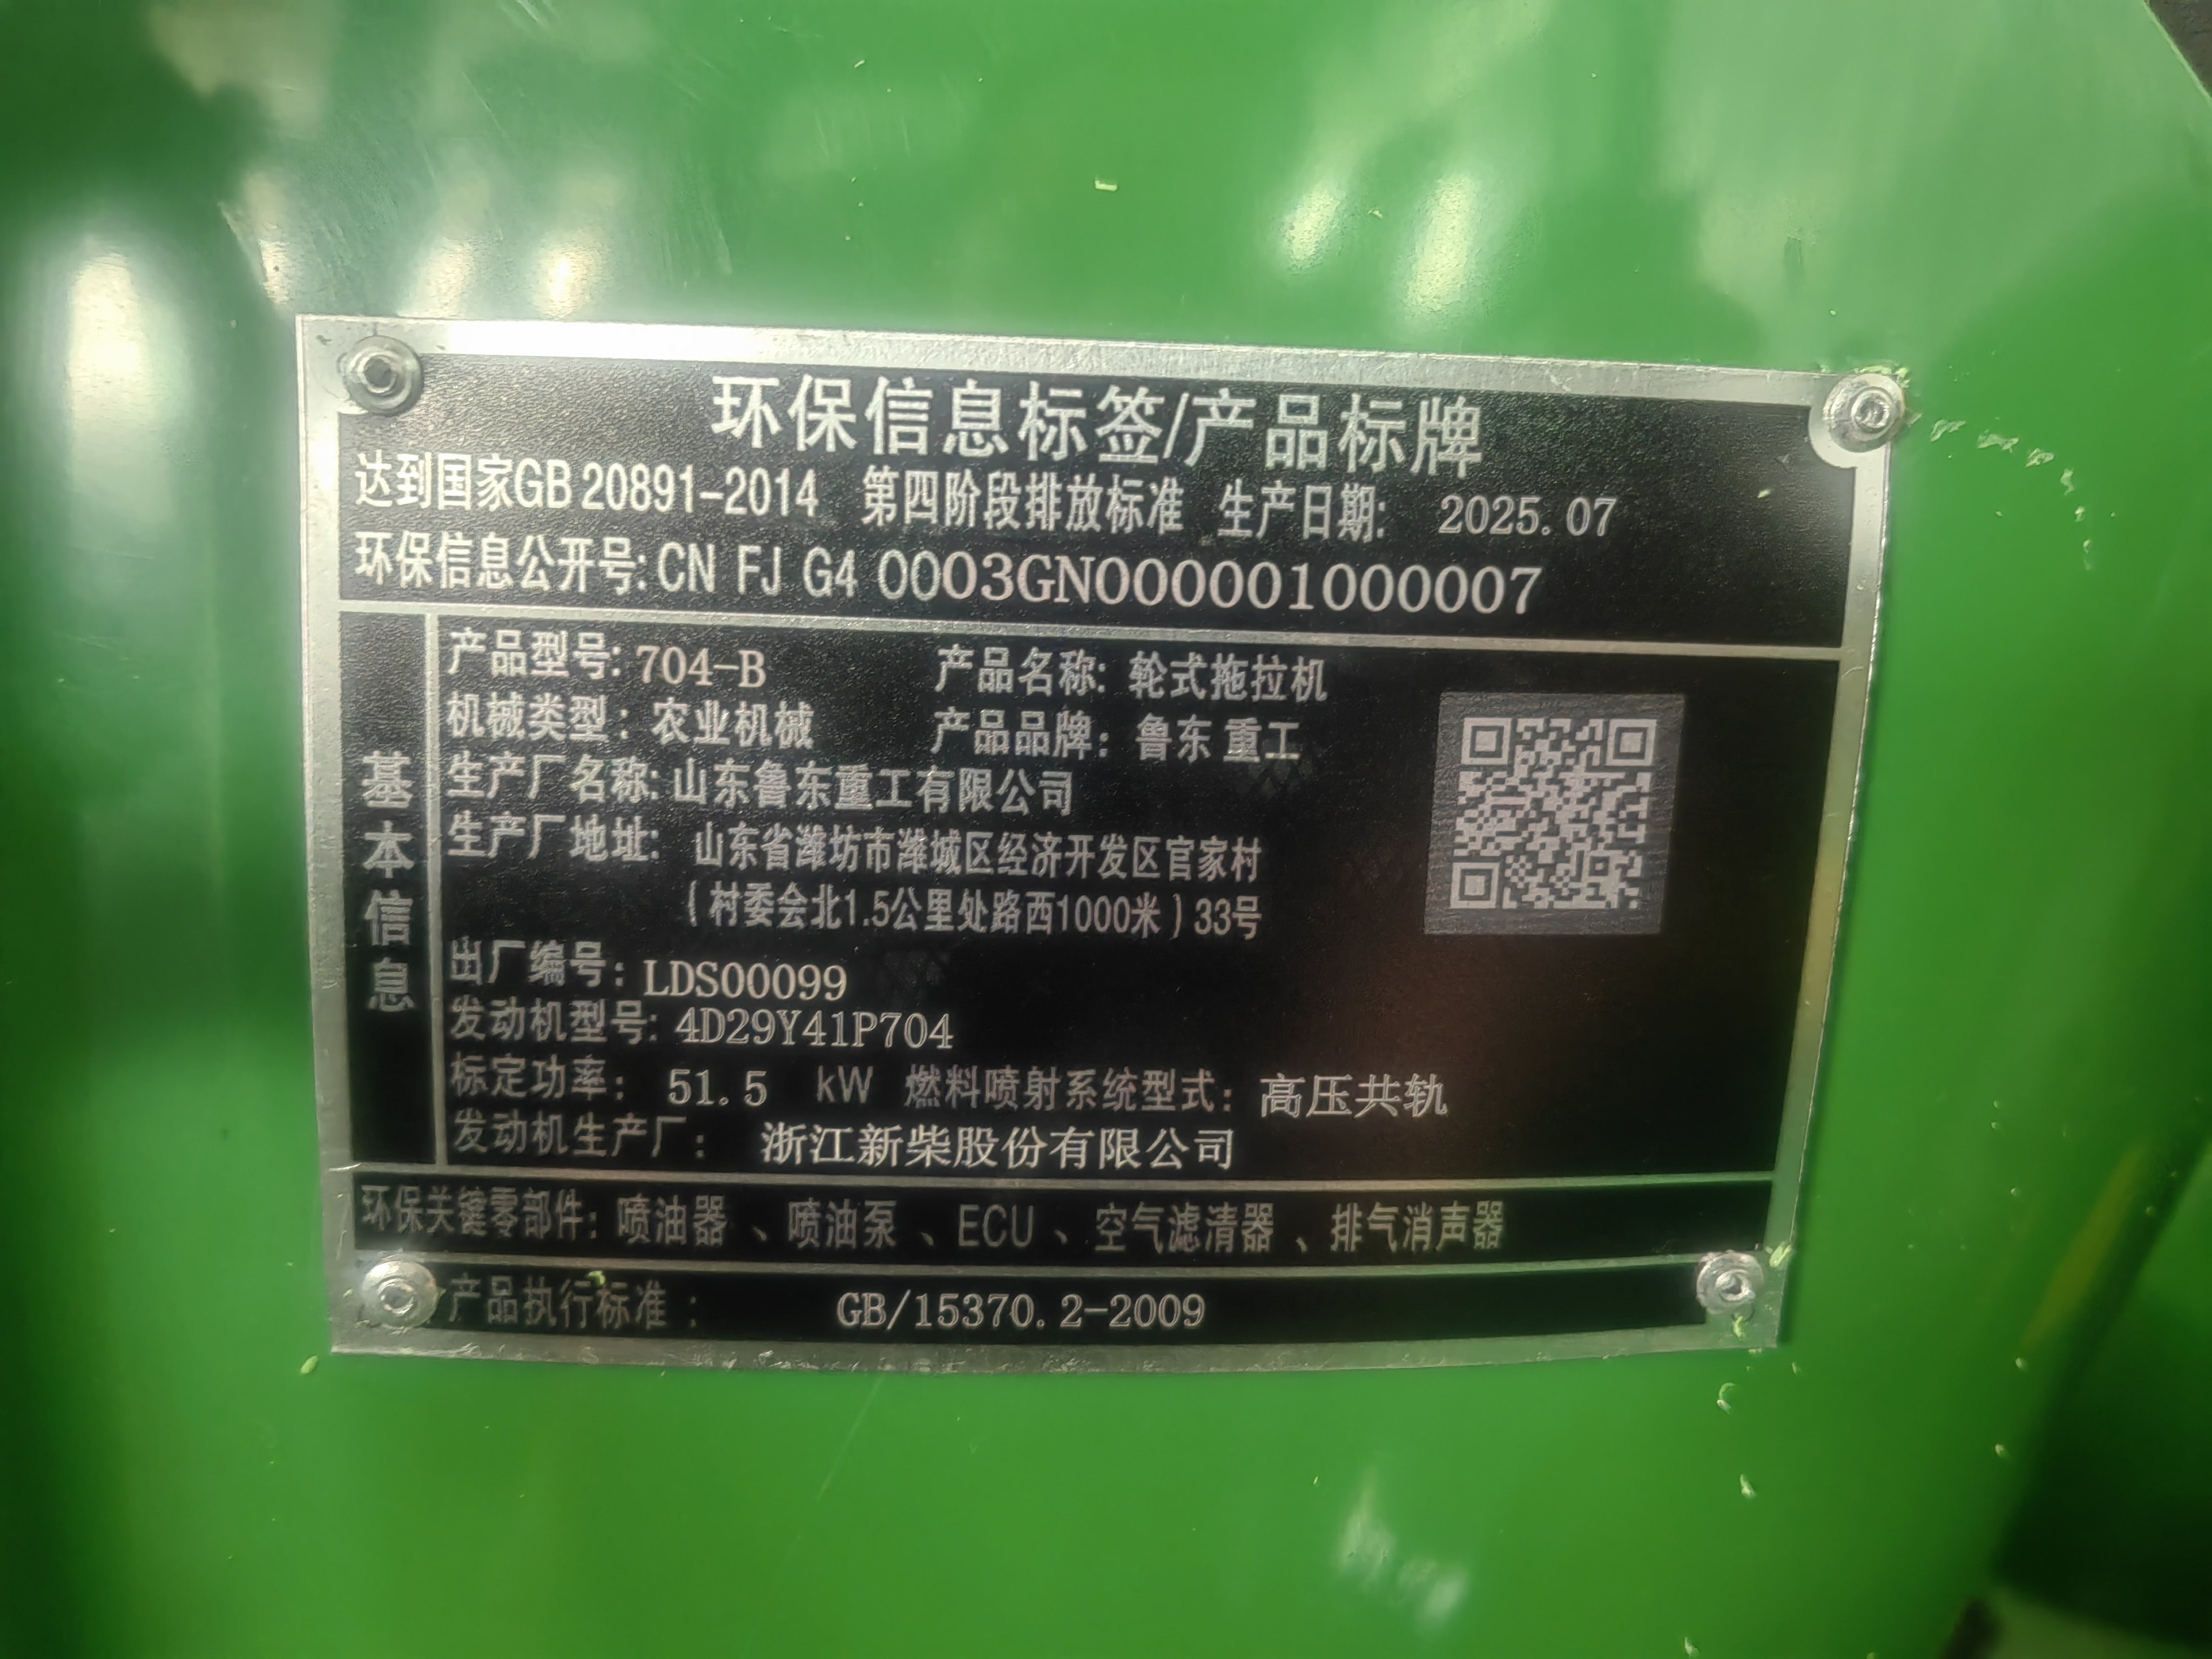 环保信息标签/产品标牌
达到国家GB 20891-2014 第四阶段排放标准 生产日期: 2025.07
环保信息公开号: CN FJ G4 0003GN000001000007
基本信息
产品型号: 704-B 产品名称: 轮式拖拉机
机械类型: 农业机械 产品品牌: 鲁东 重工
生产厂名称: 山东鲁东重工有限公司
生产厂地址: 山东省潍坊市潍城区经济开发区官家村
(村委会北1.5公里处路西1000米)33号
出厂编号: LDS00099
发动机型号: 4D29Y41P704
标定功率: 51.5 kW 燃料喷射系统型式: 高压共轨
发动机生产厂: 浙江新柴股份有限公司
环保关键零部件: 喷油器 、喷油泵 、ECU 、空气滤清器 、排气消声器
产品执行标准: GB/15370.2-2009